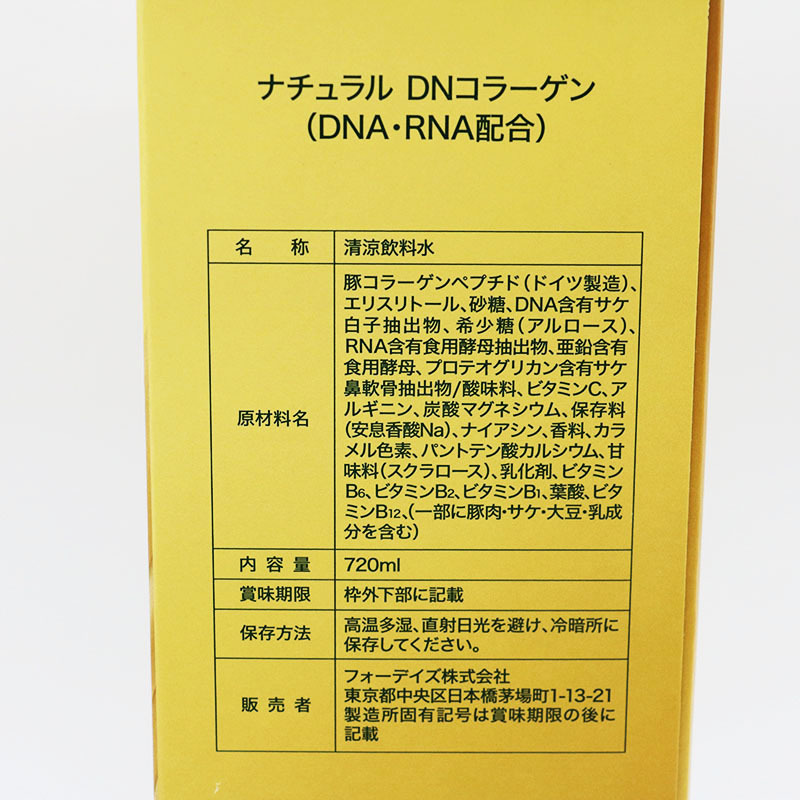 ナチュラル DNコラーゲン
(DNA・RNA配合)
名称 清涼飲料水
原材料名
豚コラーゲンペプチド(ドイツ製造)、
エリスリトール、砂糖、DNA含有サケ
白子抽出物、希少糖(アルロース)、
RNA含有食用酵母抽出物、亜鉛含有
食用酵母、プロテオグリカン含有サケ
鼻軟骨抽出物/酸味料、ビタミンC、ア
ルギニン、炭酸マグネシウム、保存料
(安息香酸Na)、ナイアシン、香料、カラ
メル色素、パントテン酸カルシウム、甘
味料(スクラロース)、乳化剤、ビタミン
B6、ビタミンB2、ビタミンB1、葉酸、ビタ
ミンB12、(一部に豚肉・サケ・大豆・乳成
分を含む)
内容量 720ml
賞味期限 枠外下部に記載
保存方法
高温多湿、直射日光を避け、冷暗所に
保存してください。
販売者
フォーデイズ株式会社
東京都中央区日本橋茅場町1-13-21
製造所固有記号は賞味期限の後に
記載